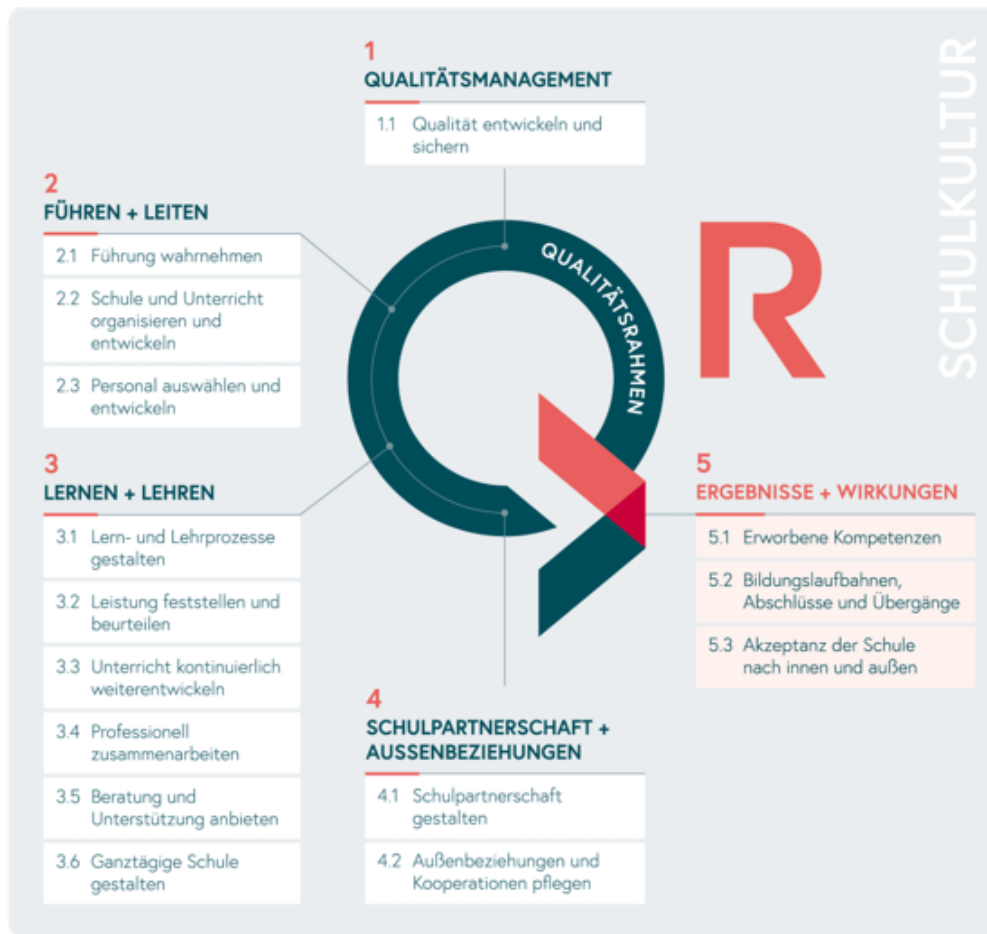 SCHULKULTUR
1
QUALITÄTSMANAGEMENT
1.1 Qualität entwickeln und
sichern
2
FÜHREN + LEITEN
2.1 Führung wahrnehmen
2.2 Schule und Unterricht
organisieren und
entwickeln
2.3 Personal auswählen und
entwickeln
QUALITÄTSRAHMEN
R
3
LERNEN + LEHREN
3.1 Lern- und Lehrprozesse
gestalten
3.2 Leistung feststellen und
beurteilen
3.3 Unterricht kontinuierlich
weiterentwickeln
3.4 Professionell
zusammenarbeiten
3.5 Beratung und
Unterstützung anbieten
3.6 Ganztägige Schule
gestalten
4
SCHULPARTNERSCHAFT +
AUSSENBEZIEHUNGEN
4.1 Schulpartnerschaft
gestalten
4.2 Außenbeziehungen und
Kooperationen pflegen
5
ERGEBNISSE + WIRKUNGEN
5.1 Erworbene Kompetenzen
5.2 Bildungslaufbahnen,
Abschlüsse und Übergänge
5.3 Akzeptanz der Schule
nach innen und außen